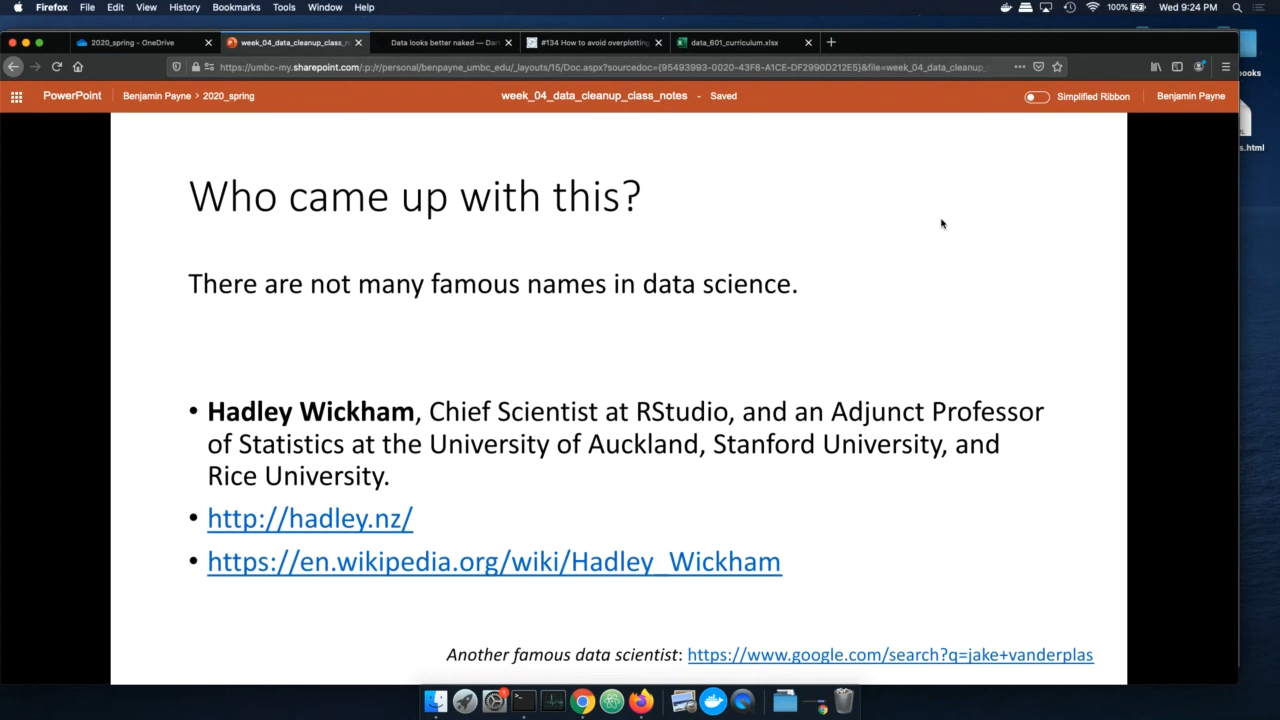 Firefox File Edit View History Bookmarks Tools Window Help 100% Wed 9:24 PM
2020_spring - OneDrive week_04_data_cleanup_class_n Data looks better naked — Dar #134 How to avoid overplotting data_601_curriculum.xlsx
https://umbc-my.sharepoint.com/:p:/r/personal/benpayne_umbc_edu/_layouts/15/Doc.aspx?sourcedoc={95493993-0020-43F8-A1CE-DF2990D212E5}&file=week_04_data_cleanup_
ooks
PowerPoint Benjamin Payne > 2020_spring week_04_data_cleanup_class_notes - Saved Simplified Ribbon Benjamin Payne
s.html
Who came up with this?
There are not many famous names in data science.
• Hadley Wickham, Chief Scientist at RStudio, and an Adjunct Professor
of Statistics at the University of Auckland, Stanford University, and
Rice University.
• http://hadley.nz/
• https://en.wikipedia.org/wiki/Hadley_Wickham
Another famous data scientist: https://www.google.com/search?q=jake+vanderplas